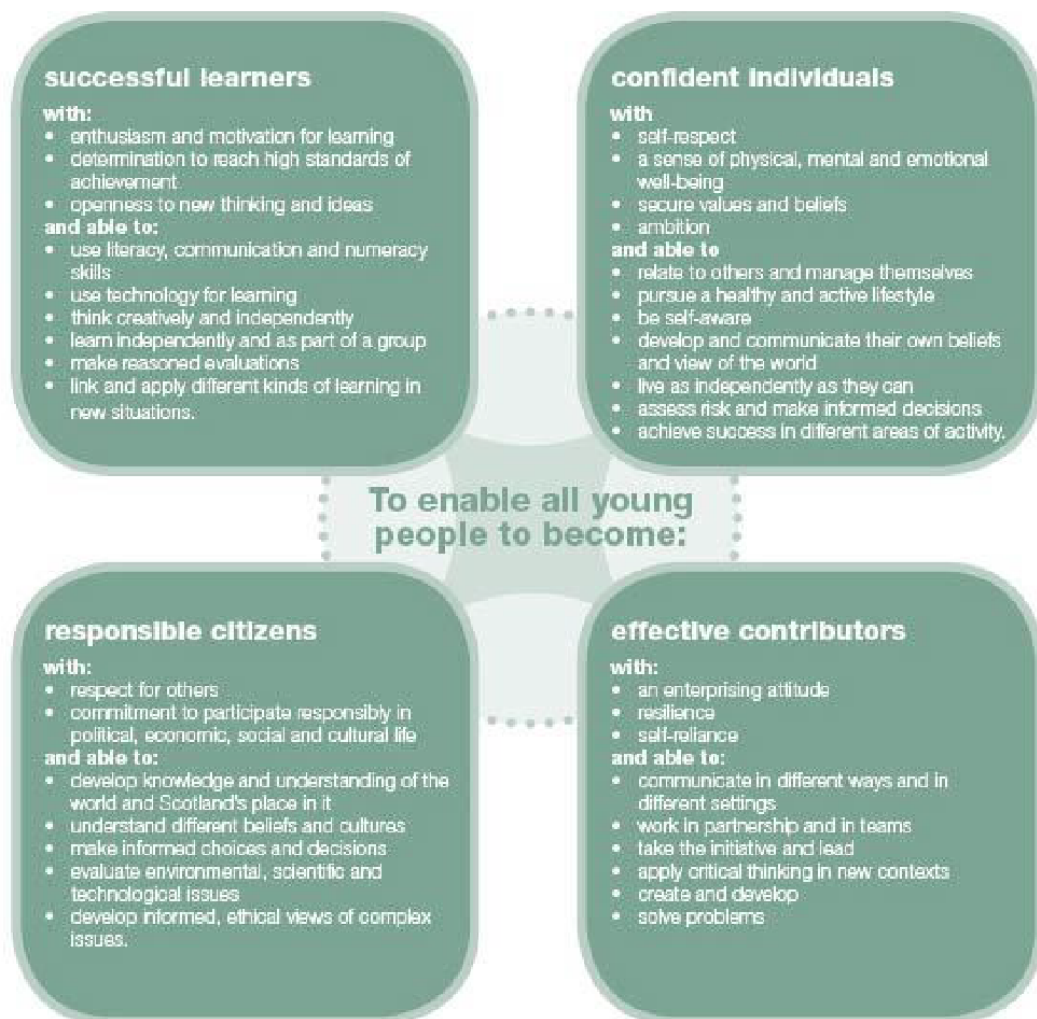 successful learners
with:
• enthusiasm and motivation for learning
• determination to reach high standards of
achievement
• openness to new thinking and ideas
and able to:
• use literacy, communication and numeracy
skills
• use technology for learning
• think creatively and independently
• learn independently and as part of a group
• make reasoned evaluations
• link and apply different kinds of learning in
new situations.
confident individuals
with
• self-respect
• a sense of physical, mental and emotional
well-being
• secure values and beliefs
• ambition
and able to
• relate to others and manage themselves
• pursue a healthy and active lifestyle
• be self-aware
• develop and communicate their own beliefs
and view of the world
• live as independently as they can
• assess risk and make informed decisions
• achieve success in different areas of activity.
To enable all young
people to become:
responsible citizens
with:
• respect for others
• commitment to participate responsibly in
political, economic, social and cultural life
and able to:
• develop knowledge and understanding of the
world and Scotland's place in it
• understand different beliefs and cultures
• make informed choices and decisions
• evaluate environmental, scientific and
technological issues
• develop informed, ethical views of complex
issues.
effective contributors
with:
• an enterprising attitude
• resilience
• self-reliance
and able to:
• communicate in different ways and in
different settings
• work in partnership and in teams
• take the initiative and lead
• apply critical thinking in new contexts
• create and develop
• solve problems